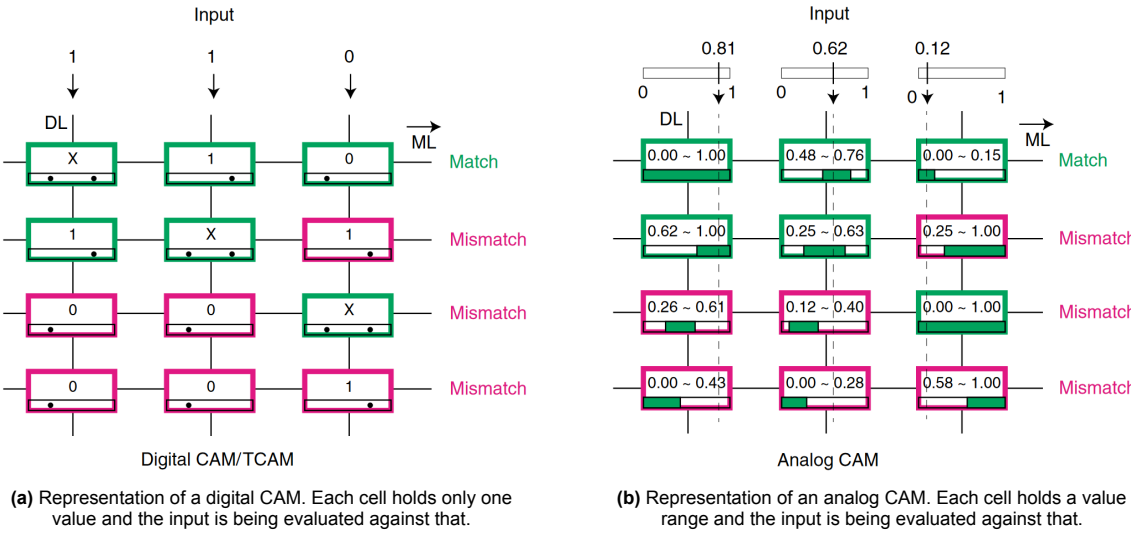 Input
1 1 0
DL
ML
X 1 0 Match
1 X 1 Mismatch
0 0 X Mismatch
0 0 1 Mismatch
Digital CAM/TCAM
(a) Representation of a digital CAM. Each cell holds only one
value and the input is being evaluated against that.
Input
0.81 0.62 0.12
0 1 0 1 0 1
DL
ML
0.00 ~ 1.00 0.48 ~ 0.76 0.00 ~ 0.15 Match
0.62 ~ 1.00 0.25 ~ 0.63 0.25 ~ 1.00 Mismatch
0.26 ~ 0.61 0.12 ~ 0.40 0.00 ~ 1.00 Mismatch
0.00 ~ 0.43 0.00 ~ 0.28 0.58 ~ 1.00 Mismatch
Analog CAM
(b) Representation of an analog CAM. Each cell holds a value
range and the input is being evaluated against that.